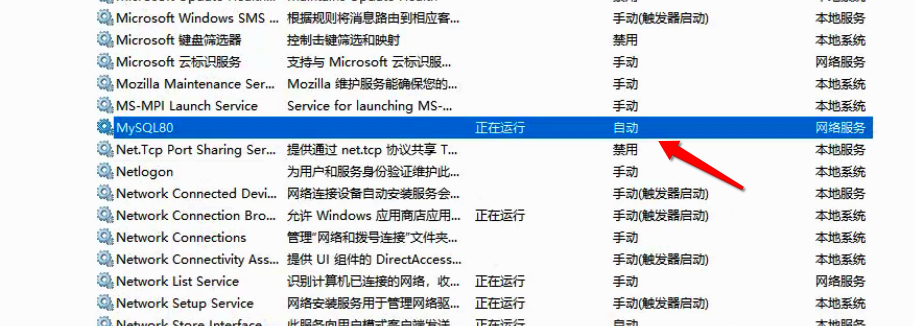 Microsoft Windows SMS ... 根据规则将消息路由到相应客... 手动(触发器启动) 本地服务
Microsoft 键盘筛选器 控制击键筛选和映射 禁用 本地系统
Microsoft 云标识服务 支持与 Microsoft 云标识服... 手动 网络服务
Mozilla Maintenance Ser... Mozilla 维护服务能确保您的... 手动 本地系统
MS-MPI Launch Service Service for launching MS-... 手动 本地系统
MySQL80 正在运行 自动 网络服务
Net.Tcp Port Sharing Ser... 提供通过 net.tcp 协议共享 T... 禁用 本地服务
Netlogon 为用户和服务身份验证维护此... 手动 本地系统
Network Connected Devi... 网络连接设备自动安装服务会... 手动(触发器启动) 本地服务
Network Connection Bro... 允许 Windows 应用商店应用... 正在运行 手动(触发器启动) 本地系统
Network Connections 管理“网络和拨号连接”文件夹... 手动 本地系统
Network Connectivity Ass... 提供 UI 组件的 DirectAccess... 手动(触发器启动) 本地系统
Network List Service 识别计算机已连接的网络，收... 正在运行 手动 网络服务
Network Setup Service 网络安装服务用于管理网络驱... 正在运行 手动(触发器启动) 本地系统
Network Store Interface ... 此服务向用户模式客户端发送... 正在运行 自动 本地服务